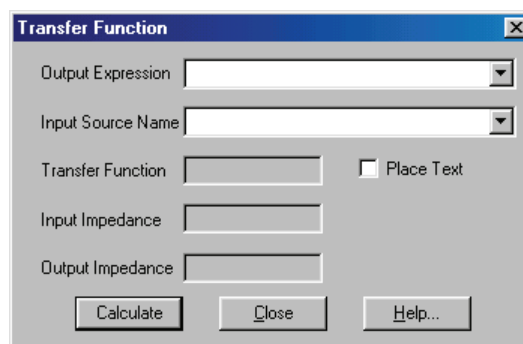 Transfer Function
Output Expression
Input Source Name
Transfer Function
Place Text
Input Impedance
Output Impedance
Calculate Close Help...